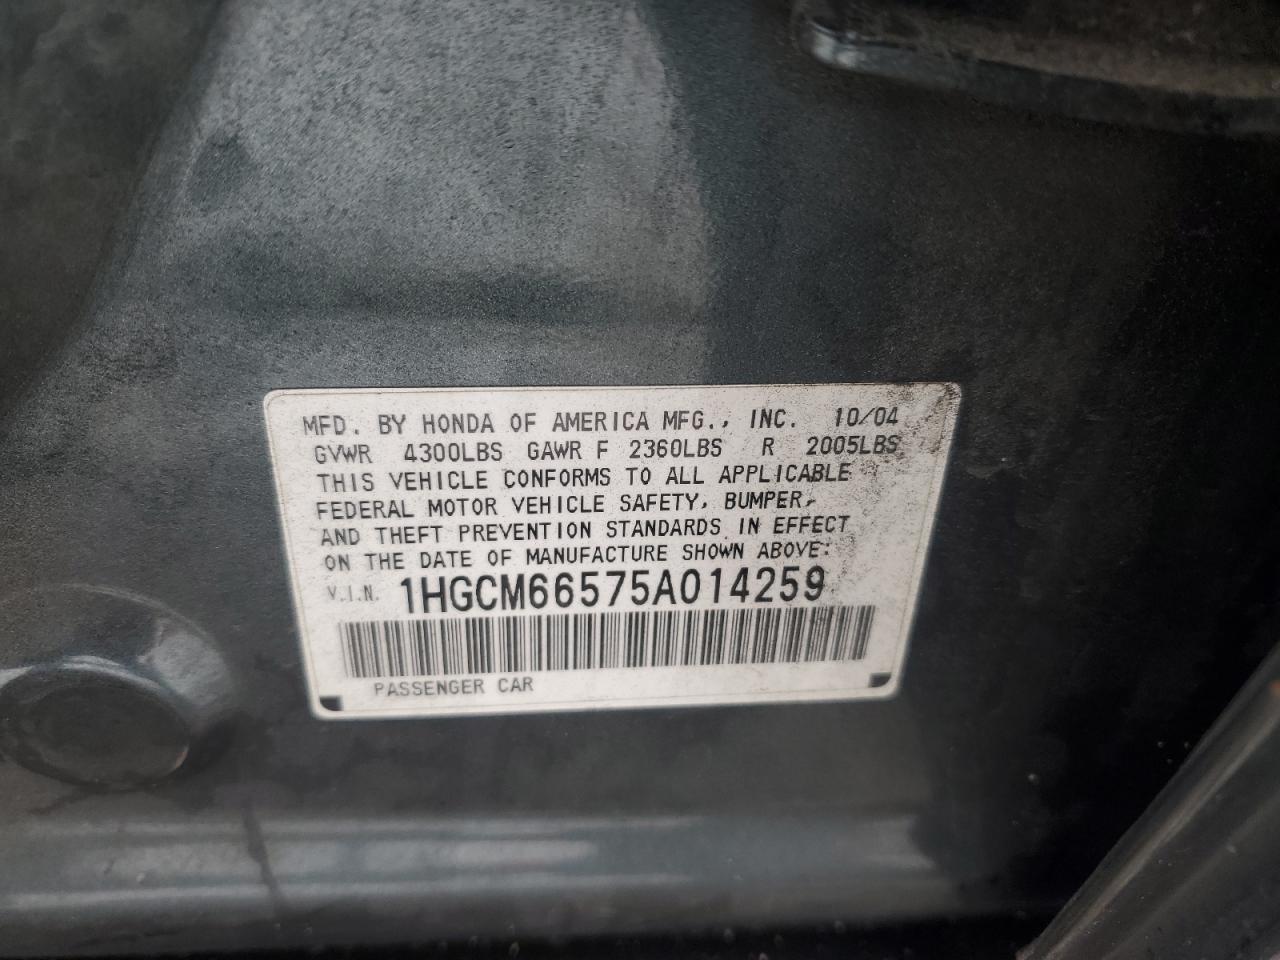 MFD. BY HONDA OF AMERICA MFG., INC. 10/04
GVWR 4300LBS GAWR F 2360LBS R 2005LBS
THIS VEHICLE CONFORMS TO ALL APPLICABLE
FEDERAL MOTOR VEHICLE SAFETY, BUMPER,
AND THEFT PREVENTION STANDARDS IN EFFECT
ON THE DATE OF MANUFACTURE SHOWN ABOVE:
V.I.N. 1HGCM66575A014259
PASSENGER CAR